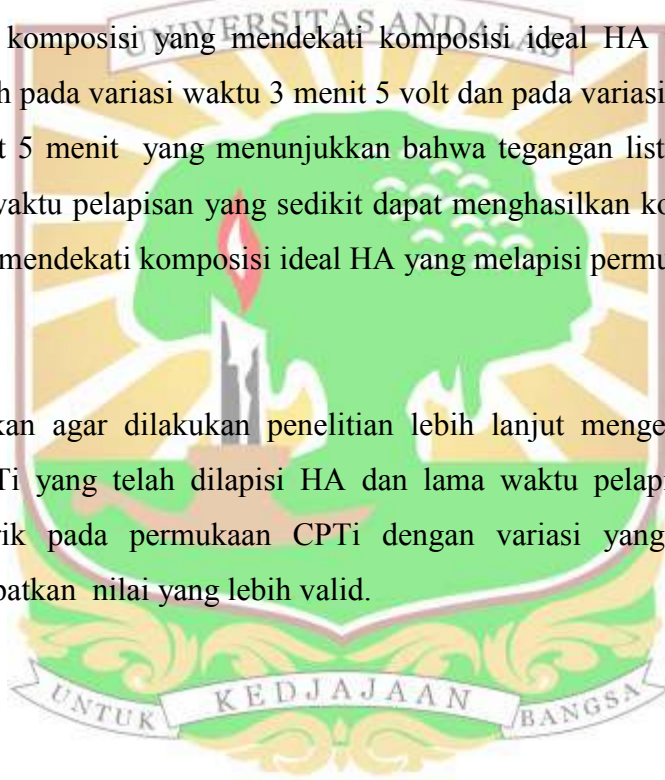 komposisi yang mendekati komposisi ideal HA
UNIVERSITAS ANDALAS
h pada variasi waktu 3 menit 5 volt dan pada variasi
t 5 menit yang menunjukkan bahwa tegangan list
waktu pelapisan yang sedikit dapat menghasilkan ko
mendekati komposisi ideal HA yang melapisi permu
kan agar dilakukan penelitian lebih lanjut menge
Ti yang telah dilapisi HA dan lama waktu pelapi
rik pada permukaan CPTi dengan variasi yang
patkan nilai yang lebih valid.
UNTUK KEDJAJAAN BANGSA